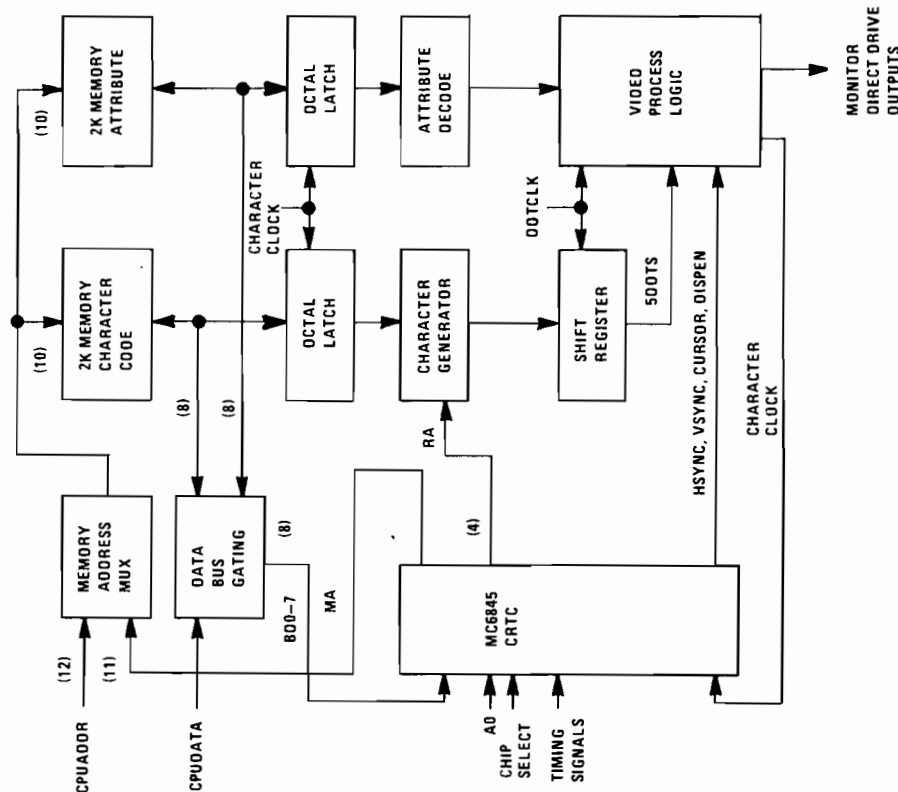 CPUADDR
(12)
(11)
MEMORY
ADDRESS
MUX
(10)
2K MEMORY
CHARACTER
CODE
(10)
2K MEMORY
ATTRIBUTE
CPUDATA
DATA
BUS
GATING
(8)
(8)
(8)
BD0-7
MA
CHARACTER
CLOCK
OCTAL
LATCH
OCTAL
LATCH
A0
CHIP
SELECT
TIMING
SIGNALS
MC6845
CRTC
(4)
RA
CHARACTER
GENERATOR
ATTRIBUTE
DECODE
SHIFT
REGISTER
DOTCLK
5DOTS
HSYNC, VSYNC, CURSOR, DISPEN
CHARACTER
CLOCK
VIDEO
PROCESS
LOGIC
MONITOR
DIRECT DRIVE
OUTPUTS